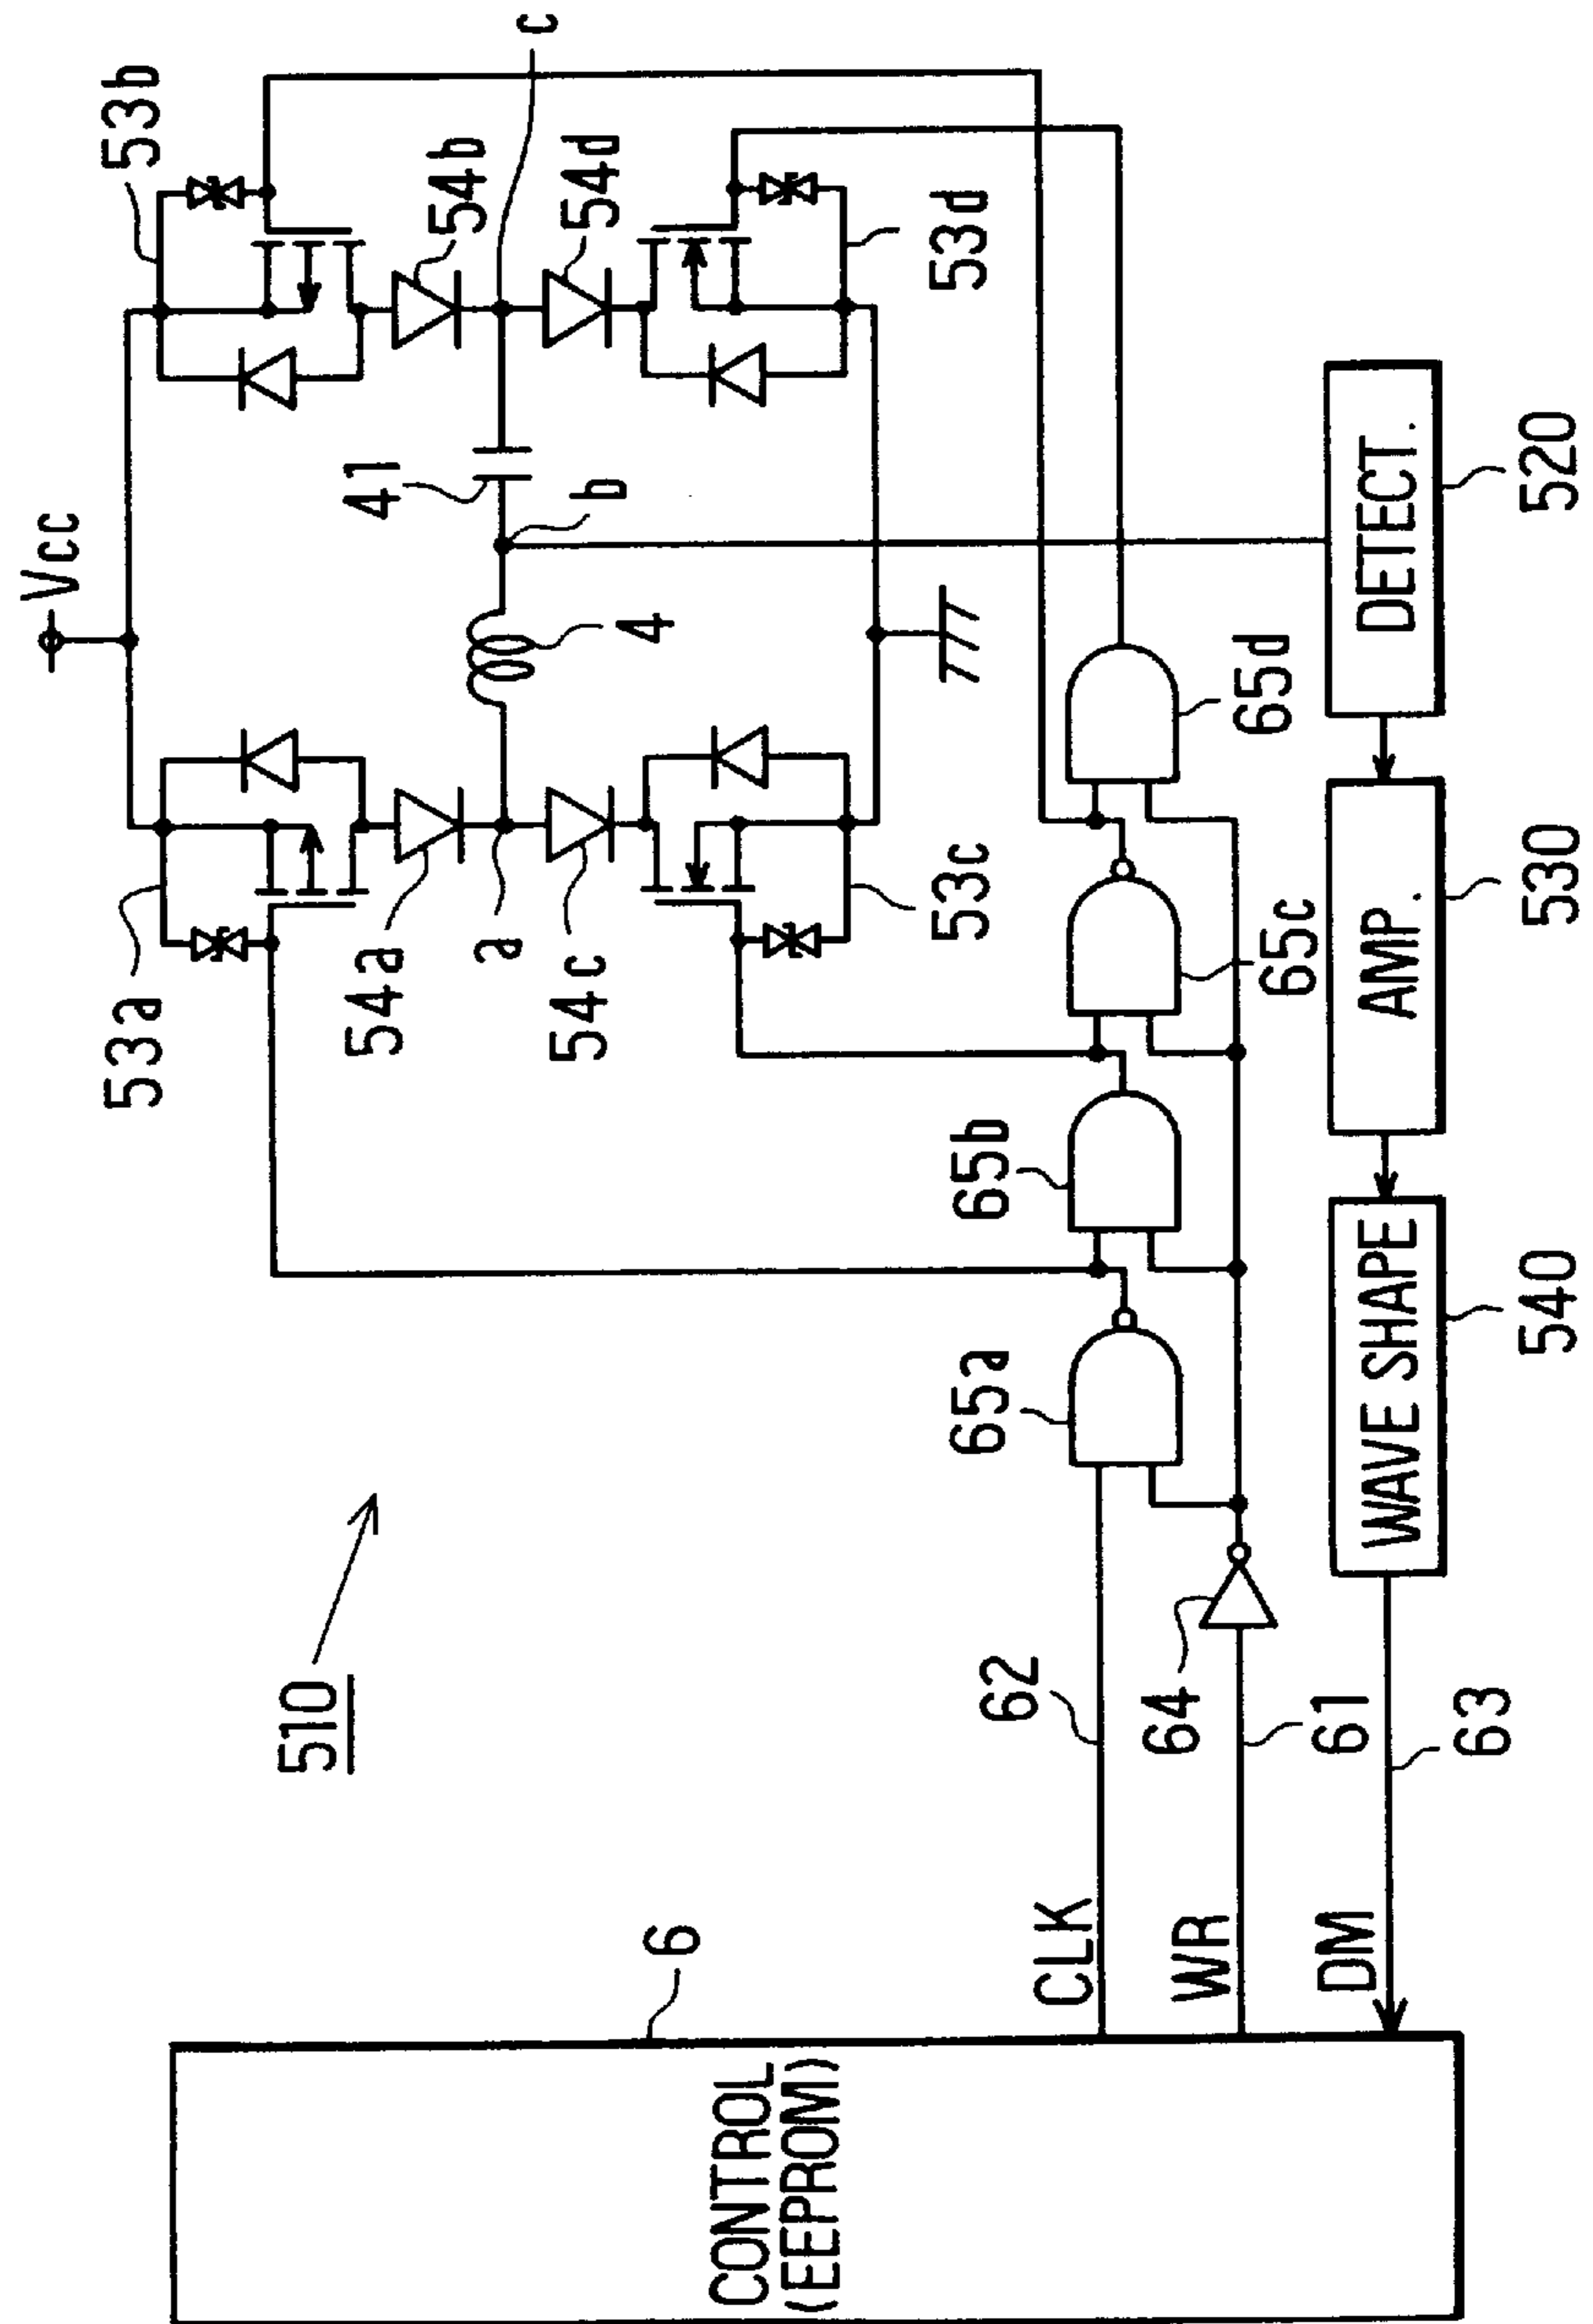 Vcc
53a
53b
54a
54b
a
c
41
b
4
54c
54d
53c
53d
510
65a
65b
65c
65d
62
64
61
63
6
CONTROL
(EEPROM)
CLK
WR
DM
WAVE SHAPE
540
AMP.
530
DETECT.
520